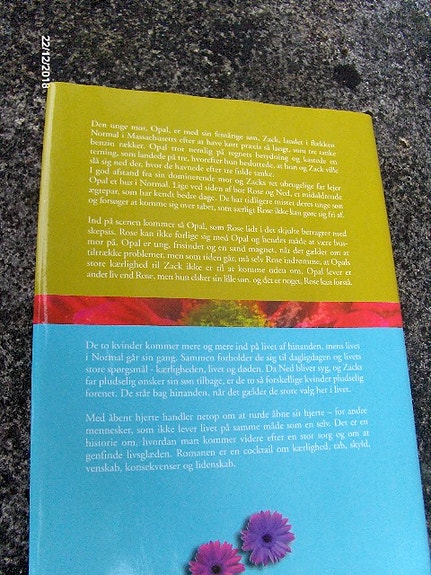 22/12/2018
Den unge mor, Opal, er med sin femårige søn, Zack, landet i flækken
Normal i Massachusetts efter at have kørt præcis så langt, som tre tanke
benzin rækker. Opal tror nemlig på tegnets betydning og kastede en
terning, som landede på tre, hvorefter hun besluttede, at hun og Zack ville
slå sig ned der, hvor de havnede efter tre fulde tanke.
I god afstand fra sin dominerende mor og Zacks ret ubrugelige far lejer
Opal et hus i Normal. Lige ved siden af bor Rose og Ned, et midaldrende
ægtepar, som har kendt bedre dage. De har tidligere mistet deres unge søn
og forsøger at komme sig over tabet, som særligt Rose ikke kan gøre sig fri af.
Ind på scenen kommer så Opal, som Rose lidt i det skjulte betragter med
skepsis. Rose kan ikke forlige sig med Opal og hendes måde at være hus-
mor på. Opal er ung, frisindet og en sand magnet, når det gælder om at
tiltrække problemer, men som tiden går, må selv Rose indrømme, at Opals
store kærlighed til Zack ikke er til at komme uden om. Opal lever et
andet liv end Rose, men hun elsker sin lille søn, og det er noget, Rose kan forstå.
De to kvinder kommer mere og mere ind på livet af hinanden, mens livet
i Normal går sin gang. Sammen forholder de sig til dagligdagen og livets
store spørgsmål - kærligheden, livet og døden. Da Ned bliver syg, og Zacks
far pludselig ønsker sin søn tilbage, er de to så forskellige kvinder pludselig
forenet. De står bag hinanden, når det gælder de store valg her i livet.
Med åbent hjerte handler netop om at turde åbne sit hjerte – for andre
mennesker, som ikke lever livet på samme måde som en selv. Det er en
historie om, hvordan man kommer videre efter en stor sorg og om at
genfinde livsglæden. Romanen er en cocktail om kærlighed, tab, skyld,
venskab, konsekvenser og lidenskab.